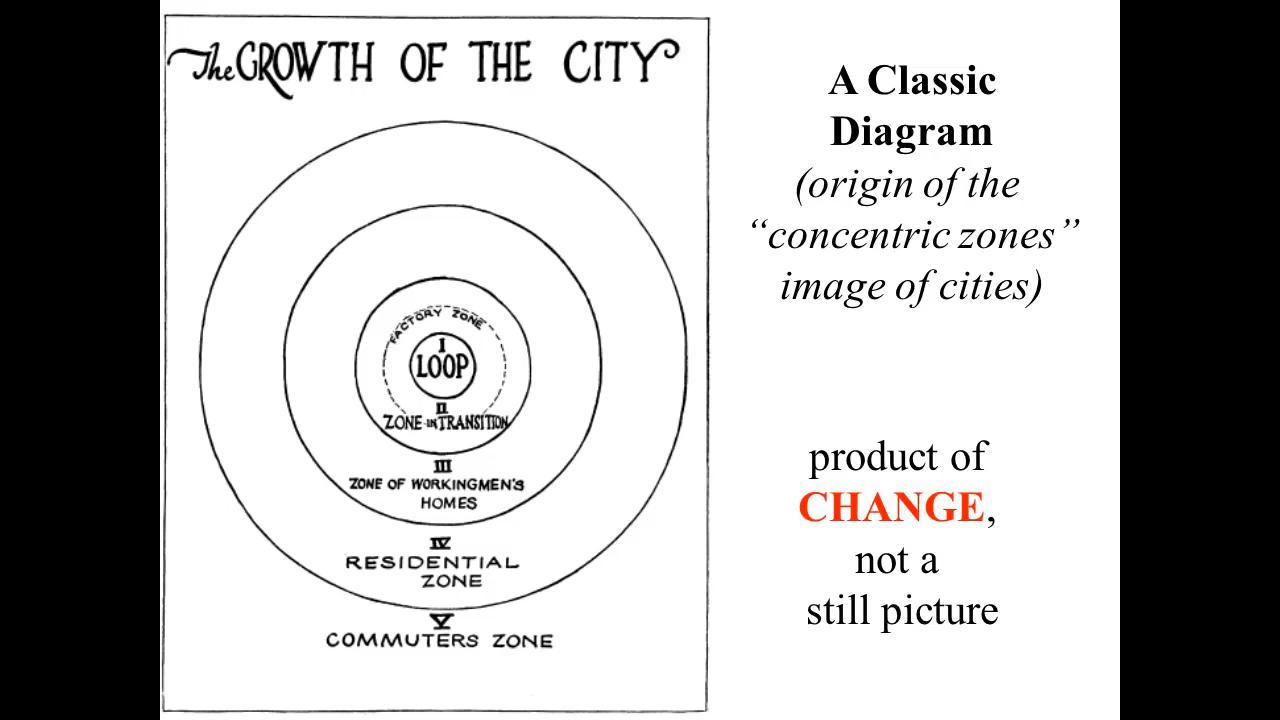 The GROWTH OF THE CITY
FACTORY ZONE
I
LOOP
II
ZONE IN TRANSITION
III
ZONE OF WORKINGMEN'S
HOMES
IV
RESIDENTIAL
ZONE
V
COMMUTERS ZONE
A Classic
Diagram
(origin of the
“concentric zones”
image of cities)
product of
CHANGE,
not a
still picture